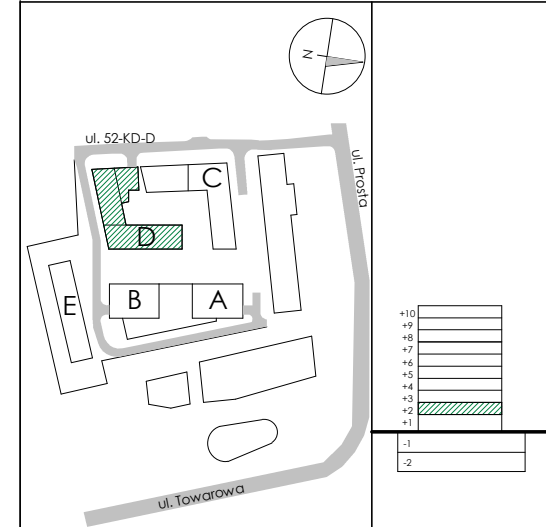 N
ul. 52-KD-D
ul. Prosta
C
D
E
B
A
+10
+9
+8
+7
+6
+5
+4
+3
+2
+1
-1
-2
ul. Towarowa